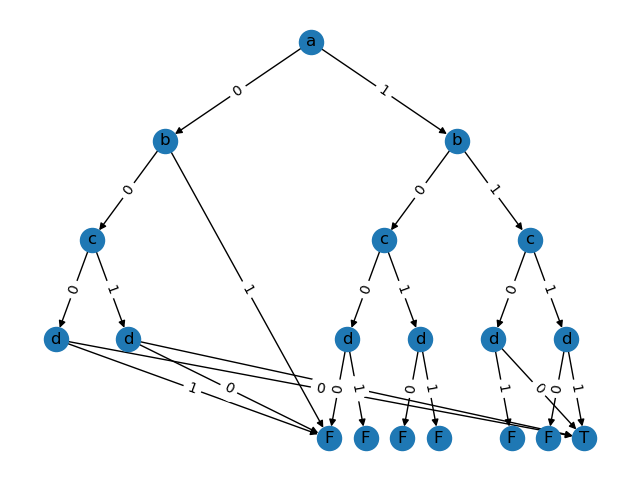 a
0 1
b b
0 0 1
c c c
0 1 1 0 1 0 1
d d d d d d
1 0 0 0 1 0 1 1 0 0 1
F F F F F F T